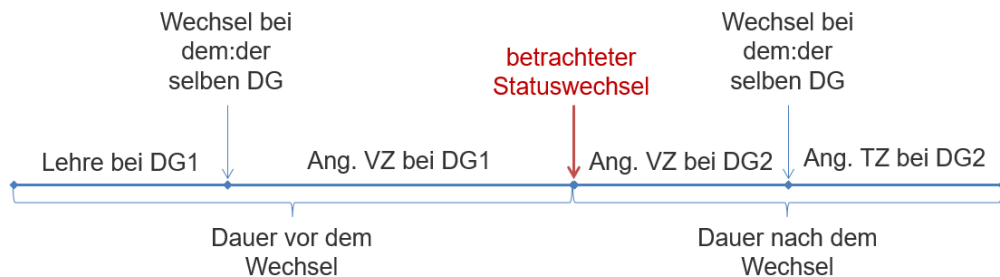 Wechsel bei
dem:der
selben DG
betrachteter
Statuswechsel
Wechsel bei
dem:der
selben DG
Lehre bei DG1
Ang. VZ bei DG1
Ang. VZ bei DG2
Ang. TZ bei DG2
Dauer vor dem
Wechsel
Dauer nach dem
Wechsel